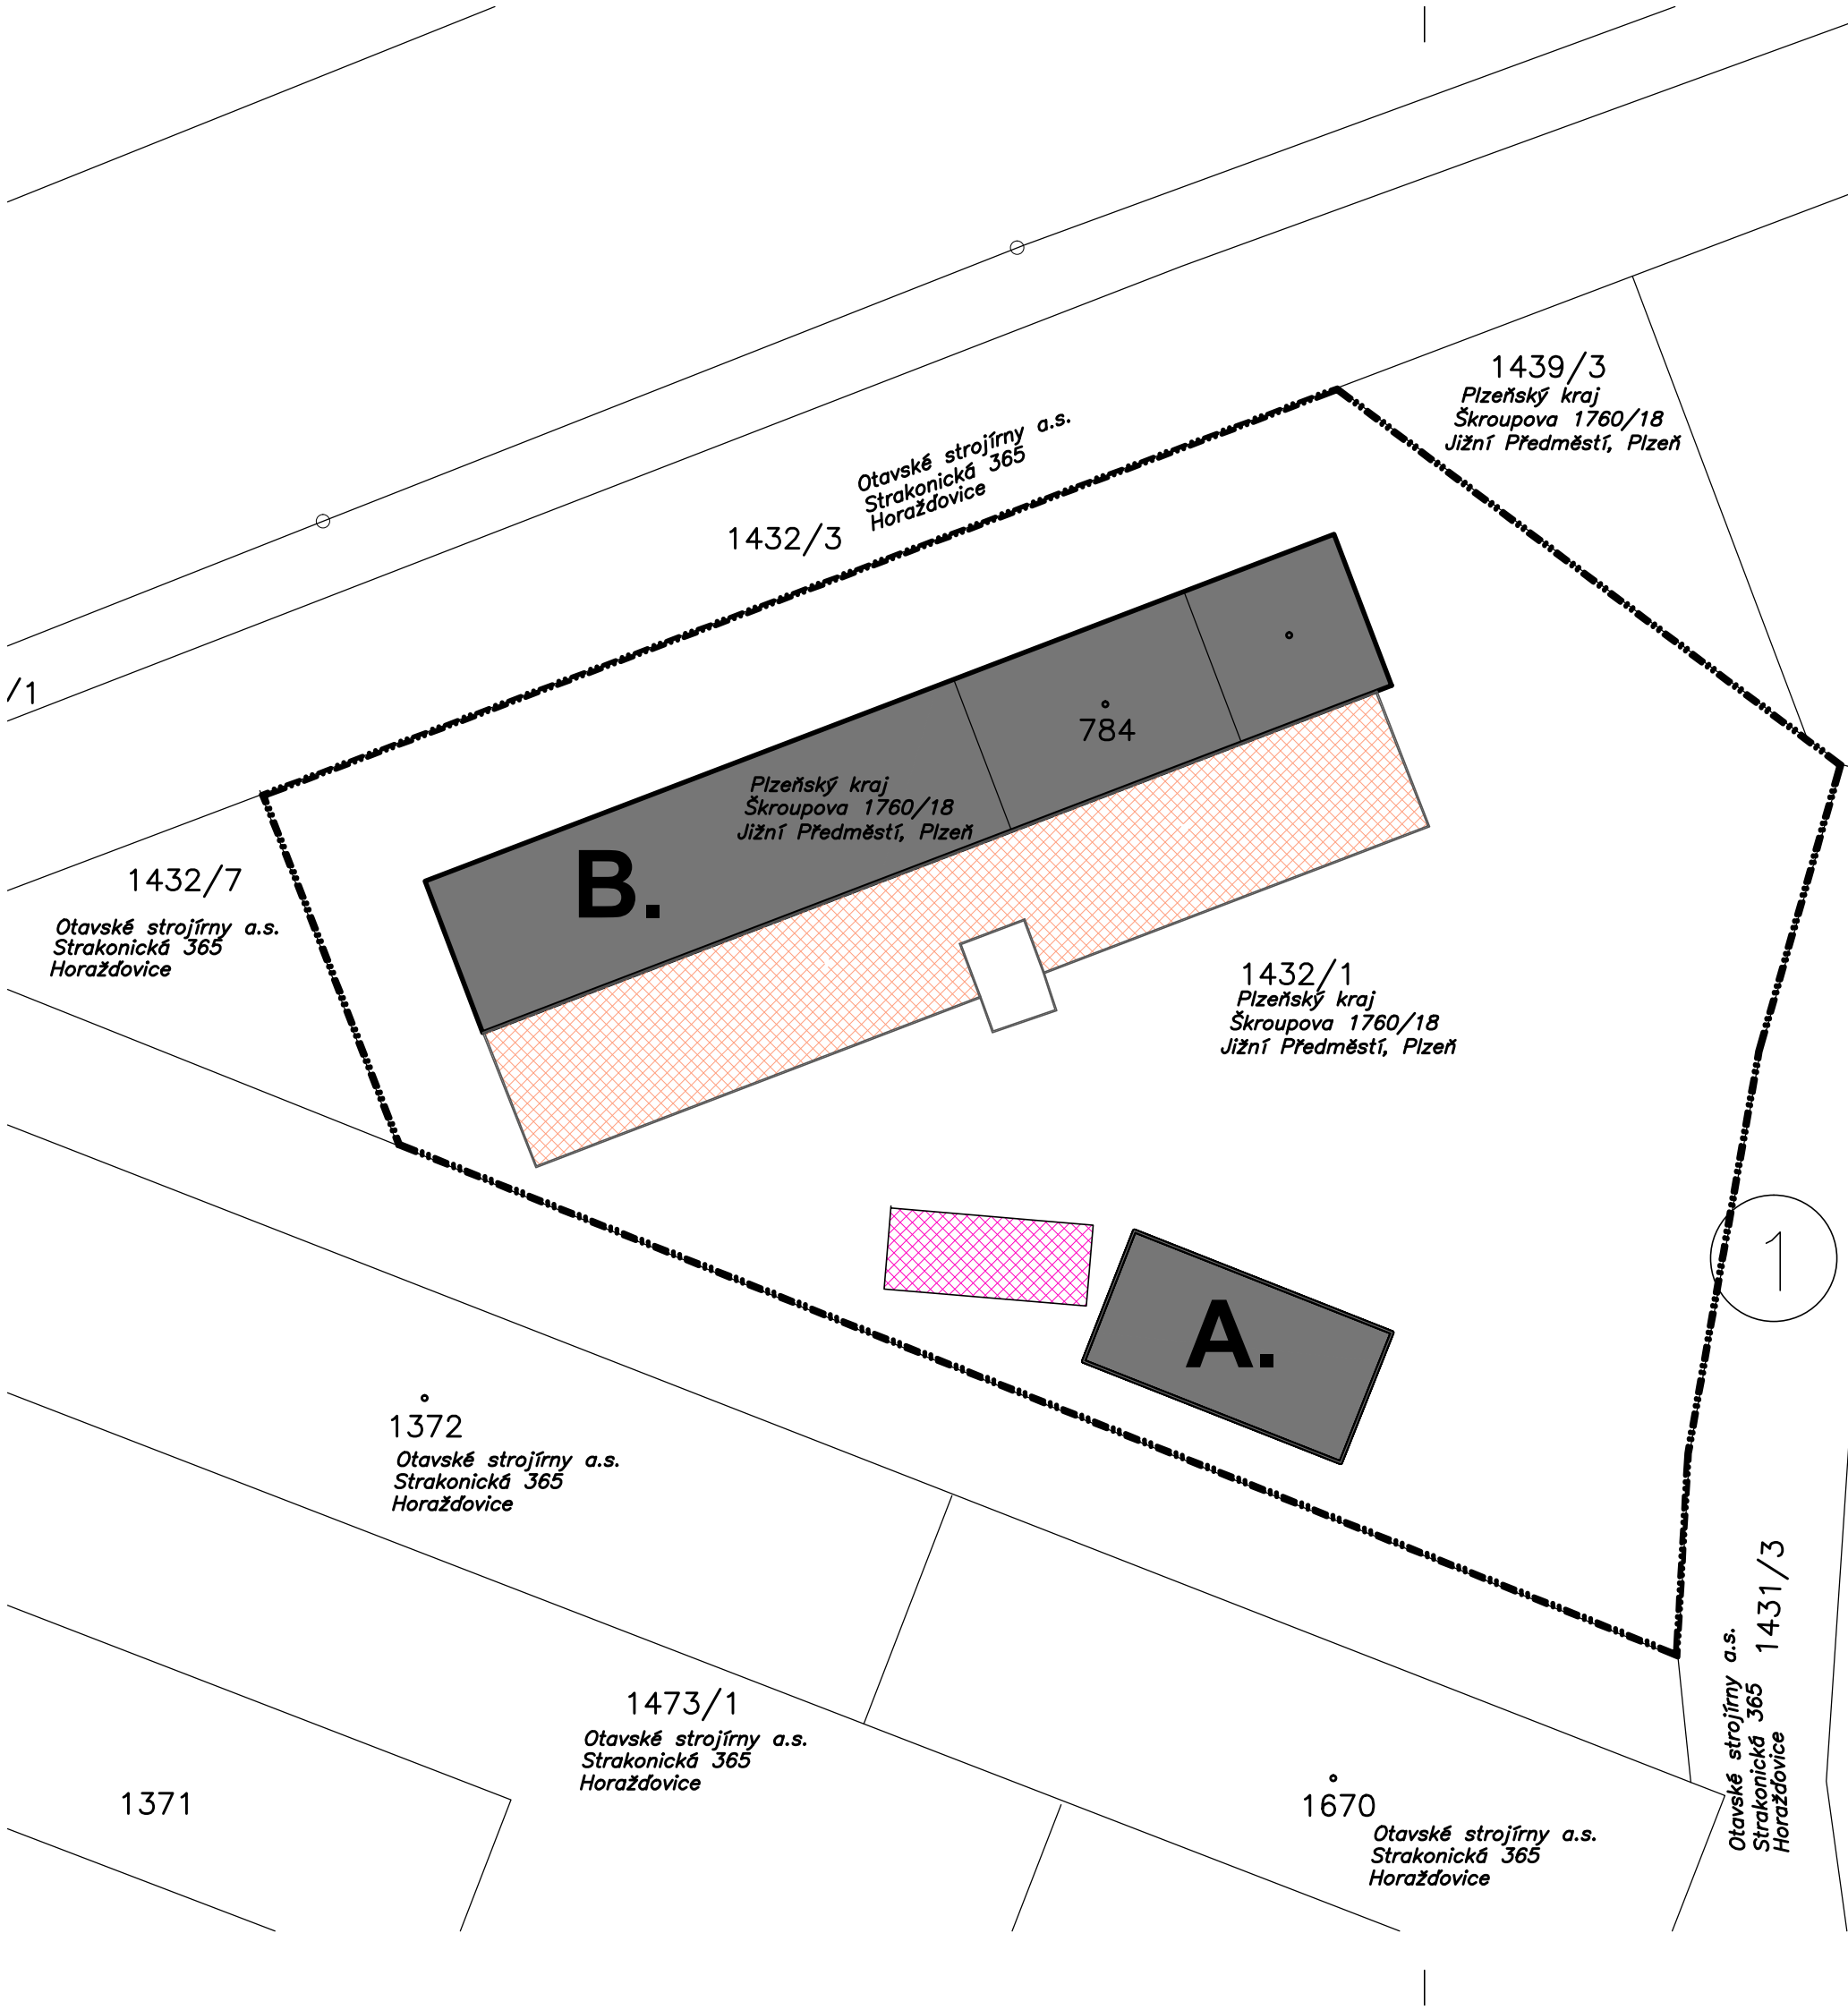 1439/3
Plzeňský kraj
Škroupova 1760/18
Jižní Předměstí, Plzeň
Otavské strojírny a.s.
Strakonická 365
Horažďovice
1432/3
/1
784
Plzeňský kraj
Škroupova 1760/18
Jižní Předměstí, Plzeň
B.
1432/7
Otavské strojírny a.s.
Strakonická 365
Horažďovice
1432/1
Plzeňský kraj
Škroupova 1760/18
Jižní Předměstí, Plzeň
1
A.
1372
Otavské strojírny a.s.
Strakonická 365
Horažďovice
1431/3
Otavské strojírny a.s.
Strakonická 365
Horažďovice
1473/1
Otavské strojírny a.s.
Strakonická 365
Horažďovice
1371
1670
Otavské strojírny a.s.
Strakonická 365
Horažďovice